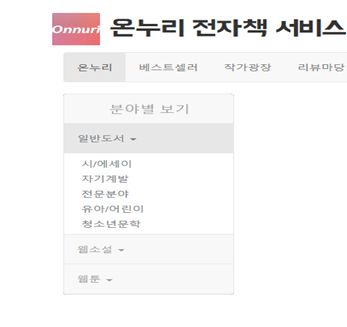 Onnuri 온누리 전자책 서비스
온누리 베스트셀러 작가광장 리뷰마당
분야별 보기
일반도서
시/에세이
자기계발
전문분야
유아/어린이
청소년문학
웹소설
웹툰